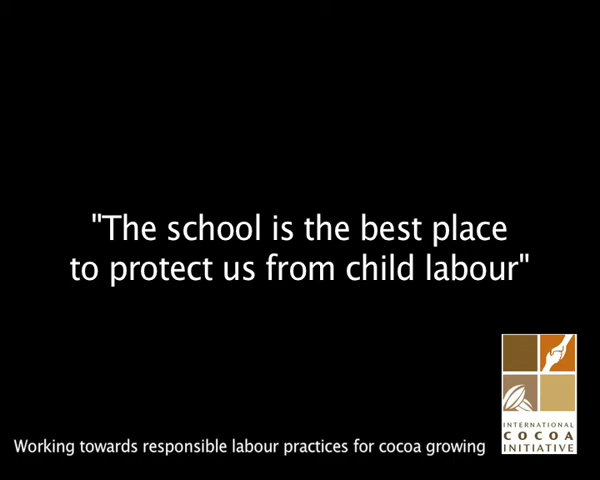 "The school is the best place
to protect us from child labour"
INTERNATIONAL
COCOA
INITIATIVE
Working towards responsible labour practices for cocoa growing